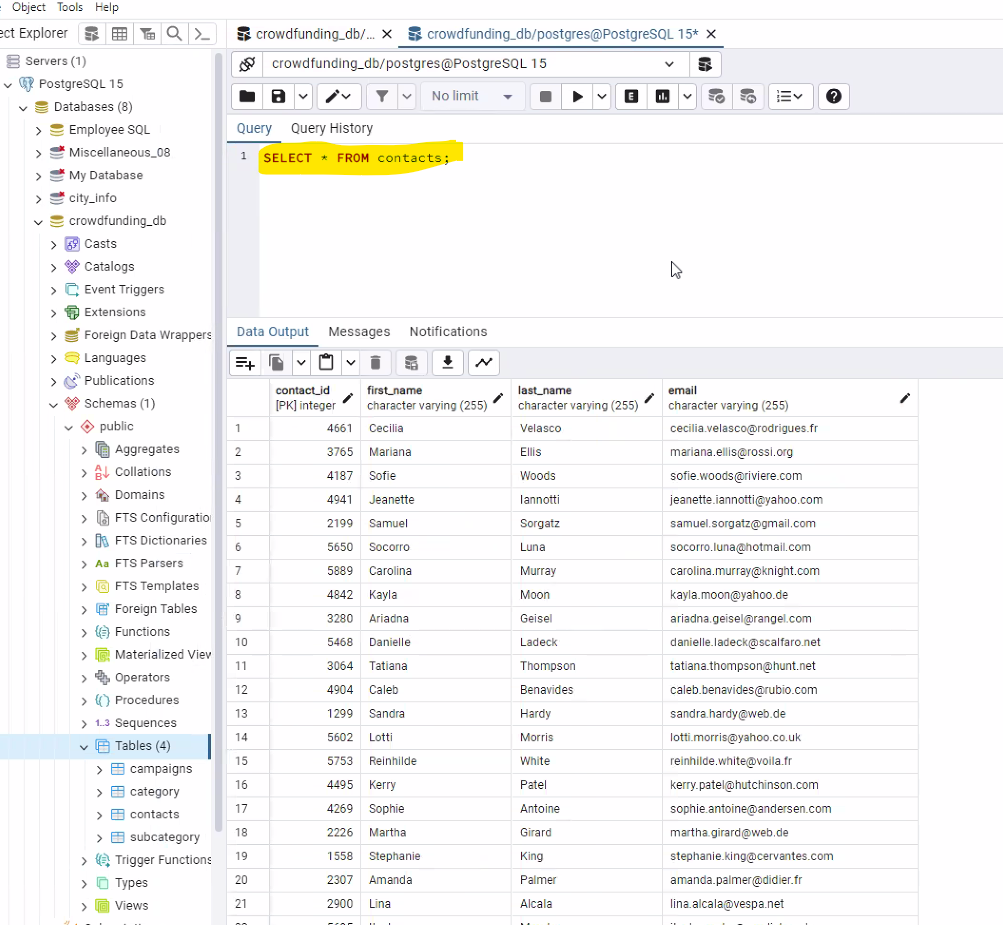 Object Tools Help
ect Explorer
crowdfunding_db/... crowdfunding_db/postgres@PostgreSQL 15*
Servers (1)
PostgreSQL 15
Databases (8)
Employee SQL
Miscellaneous_08
My Database
city_info
crowdfunding_db
Casts
Catalogs
Event Triggers
Extensions
Foreign Data Wrappers
Languages
Publications
Schemas (1)
public
Aggregates
Collations
Domains
FTS Configuratio
FTS Dictionaries
FTS Parsers
FTS Templates
Foreign Tables
Functions
Materialized View
Operators
Procedures
1..3 Sequences
Tables (4)
campaigns
category
contacts
subcategory
Trigger Functions
Types
Views
crowdfunding_db/postgres@PostgreSQL 15
No limit
E
Query Query History
1 SELECT * FROM contacts;
Data Output Messages Notifications
contact_id first_name last_name email
[PK] integer character varying (255) character varying (255) character varying (255)
1 4661 Cecilia Velasco cecilia.velasco@rodrigues.fr
2 3765 Mariana Ellis mariana.ellis@rossi.org
3 4187 Sofie Woods sofie.woods@riviere.com
4 4941 Jeanette Iannotti jeanette.iannotti@yahoo.com
5 2199 Samuel Sorgatz samuel.sorgatz@gmail.com
6 5650 Socorro Luna socorro.luna@hotmail.com
7 5889 Carolina Murray carolina.murray@knight.com
8 4842 Kayla Moon kayla.moon@yahoo.de
9 3280 Ariadna Geisel ariadna.geisel@rangel.com
10 5468 Danielle Ladeck danielle.ladeck@scalfaro.net
11 3064 Tatiana Thompson tatiana.thompson@hunt.net
12 4904 Caleb Benavides caleb.benavides@rubio.com
13 1299 Sandra Hardy sandra.hardy@web.de
14 5602 Lotti Morris lotti.morris@yahoo.co.uk
15 5753 Reinhilde White reinhilde.white@voila.fr
16 4495 Kerry Patel kerry.patel@hutchinson.com
17 4269 Sophie Antoine sophie.antoine@andersen.com
18 2226 Martha Girard martha.girard@web.de
19 1558 Stephanie King stephanie.king@cervantes.com
20 2307 Amanda Palmer amanda.palmer@didier.fr
21 2900 Lina Alcala lina.alcala@vespa.net